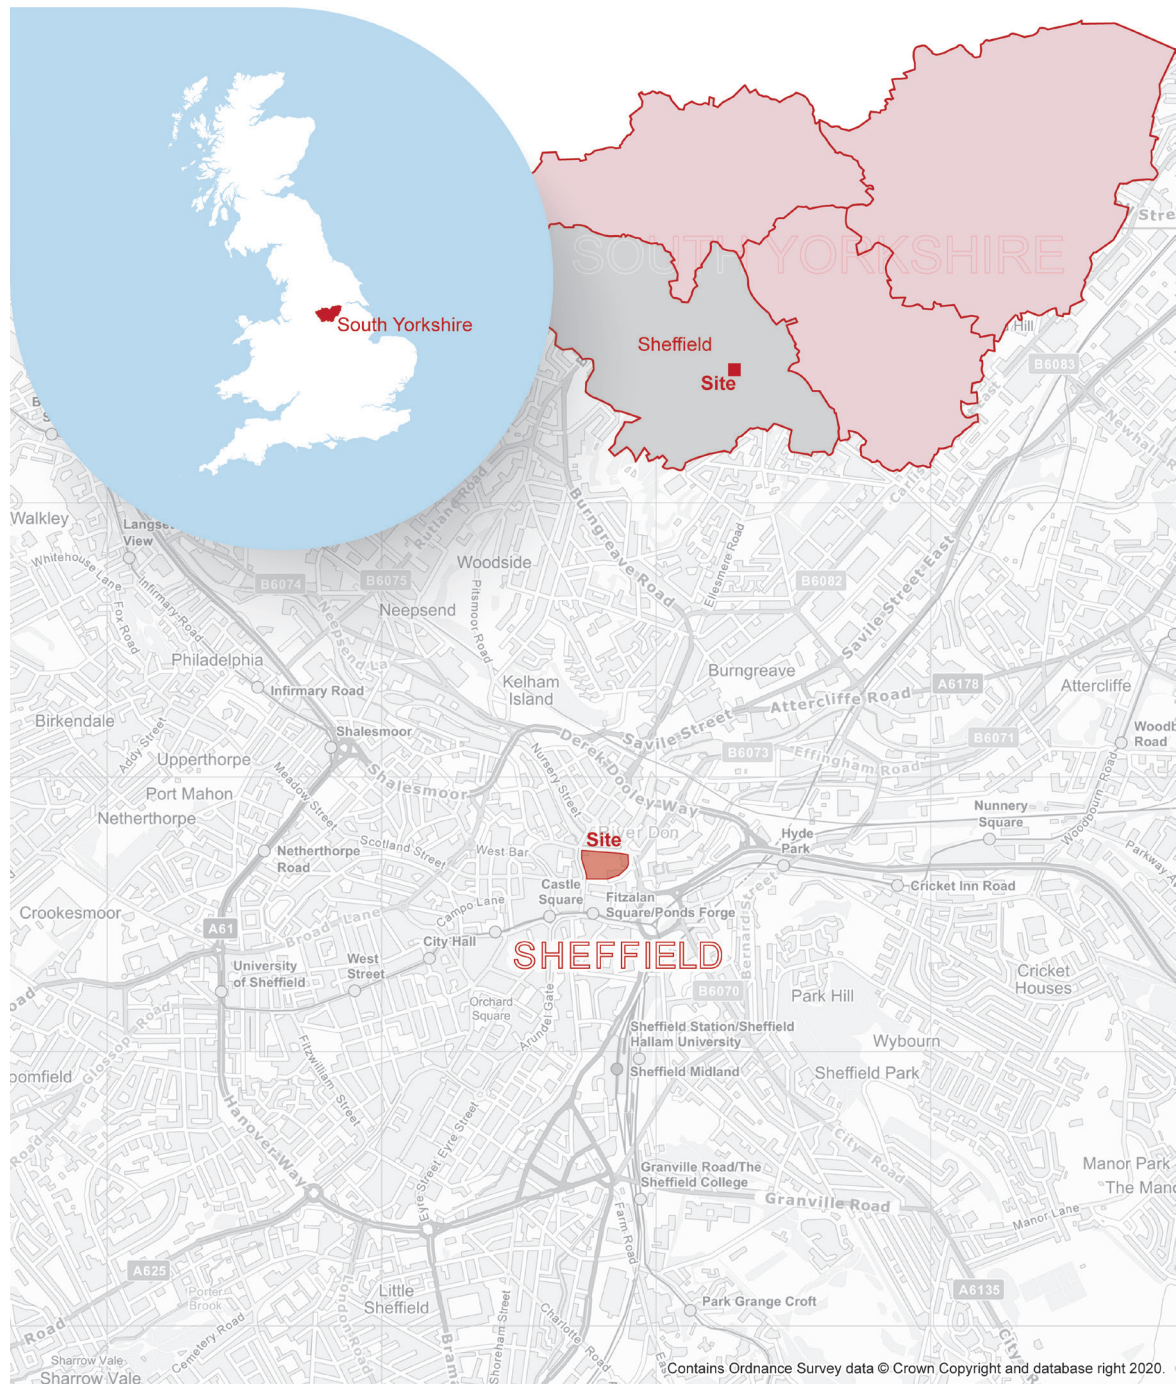 SOUTH YORKSHIRE
South Yorkshire
Sheffield
Site
Hill
B6083
Walkley
View
Rutland Road
Burngreave Road
Ellesmere Road
Savile Street East
Woodside
Whitehouse Lane
Infirmary Road
Fox Road
B6074
B6075
B6082
Neepsend
Neepsend La
Pitsmoor Road
Philadelphia
Kelham
Island
Burngreave
Attercliffe Road
A6178
Attercliffe
Infirmary Road
Birkendale
Addy Street
Shalesmoor
Upperthorpe
Shalesmoor
Derek Dooley Way
Savile Street
B6073
Effingham Road
B6071
Road
Woodbourn Road
Nursery Street
Meadow Street
Port Mahon
Netherthorpe
Nunnery
Square
River Don
Site
Hyde
Park
Scotland Street
West Bar
Netherthorpe
Road
Castle
Square
Fitzalan
Square/Ponds Forge
Cricket Inn Road
Parkway
Crookesmoor
A61
Broad Lane
Campo Lane
City Hall
SHEFFIELD
Bernard Street
West
Street
University
of Sheffield
Orchard
Square
Arundel Gate
B6070
Park Hill
Cricket
Houses
Glossop Road
Sheffield Station/Sheffield
Hallam University
Wybourn
Fitzwilliam Street
Sheffield Midland
Sheffield Park
Hanover Way
Eyre Street
Eyre Street
City Road
Granville Road/The
Sheffield College
Granville Road
Manor Park
Manor Lane
Farm Road
A625
Porter
Brook
London Road
Little
Sheffield
A6135
Park Grange Croft
Cemetery Road
Shoreham Street
Charlotte Road
Sharrow Vale
Sharrow Vale
Contains Ordnance Survey data © Crown Copyright and database right 2020.